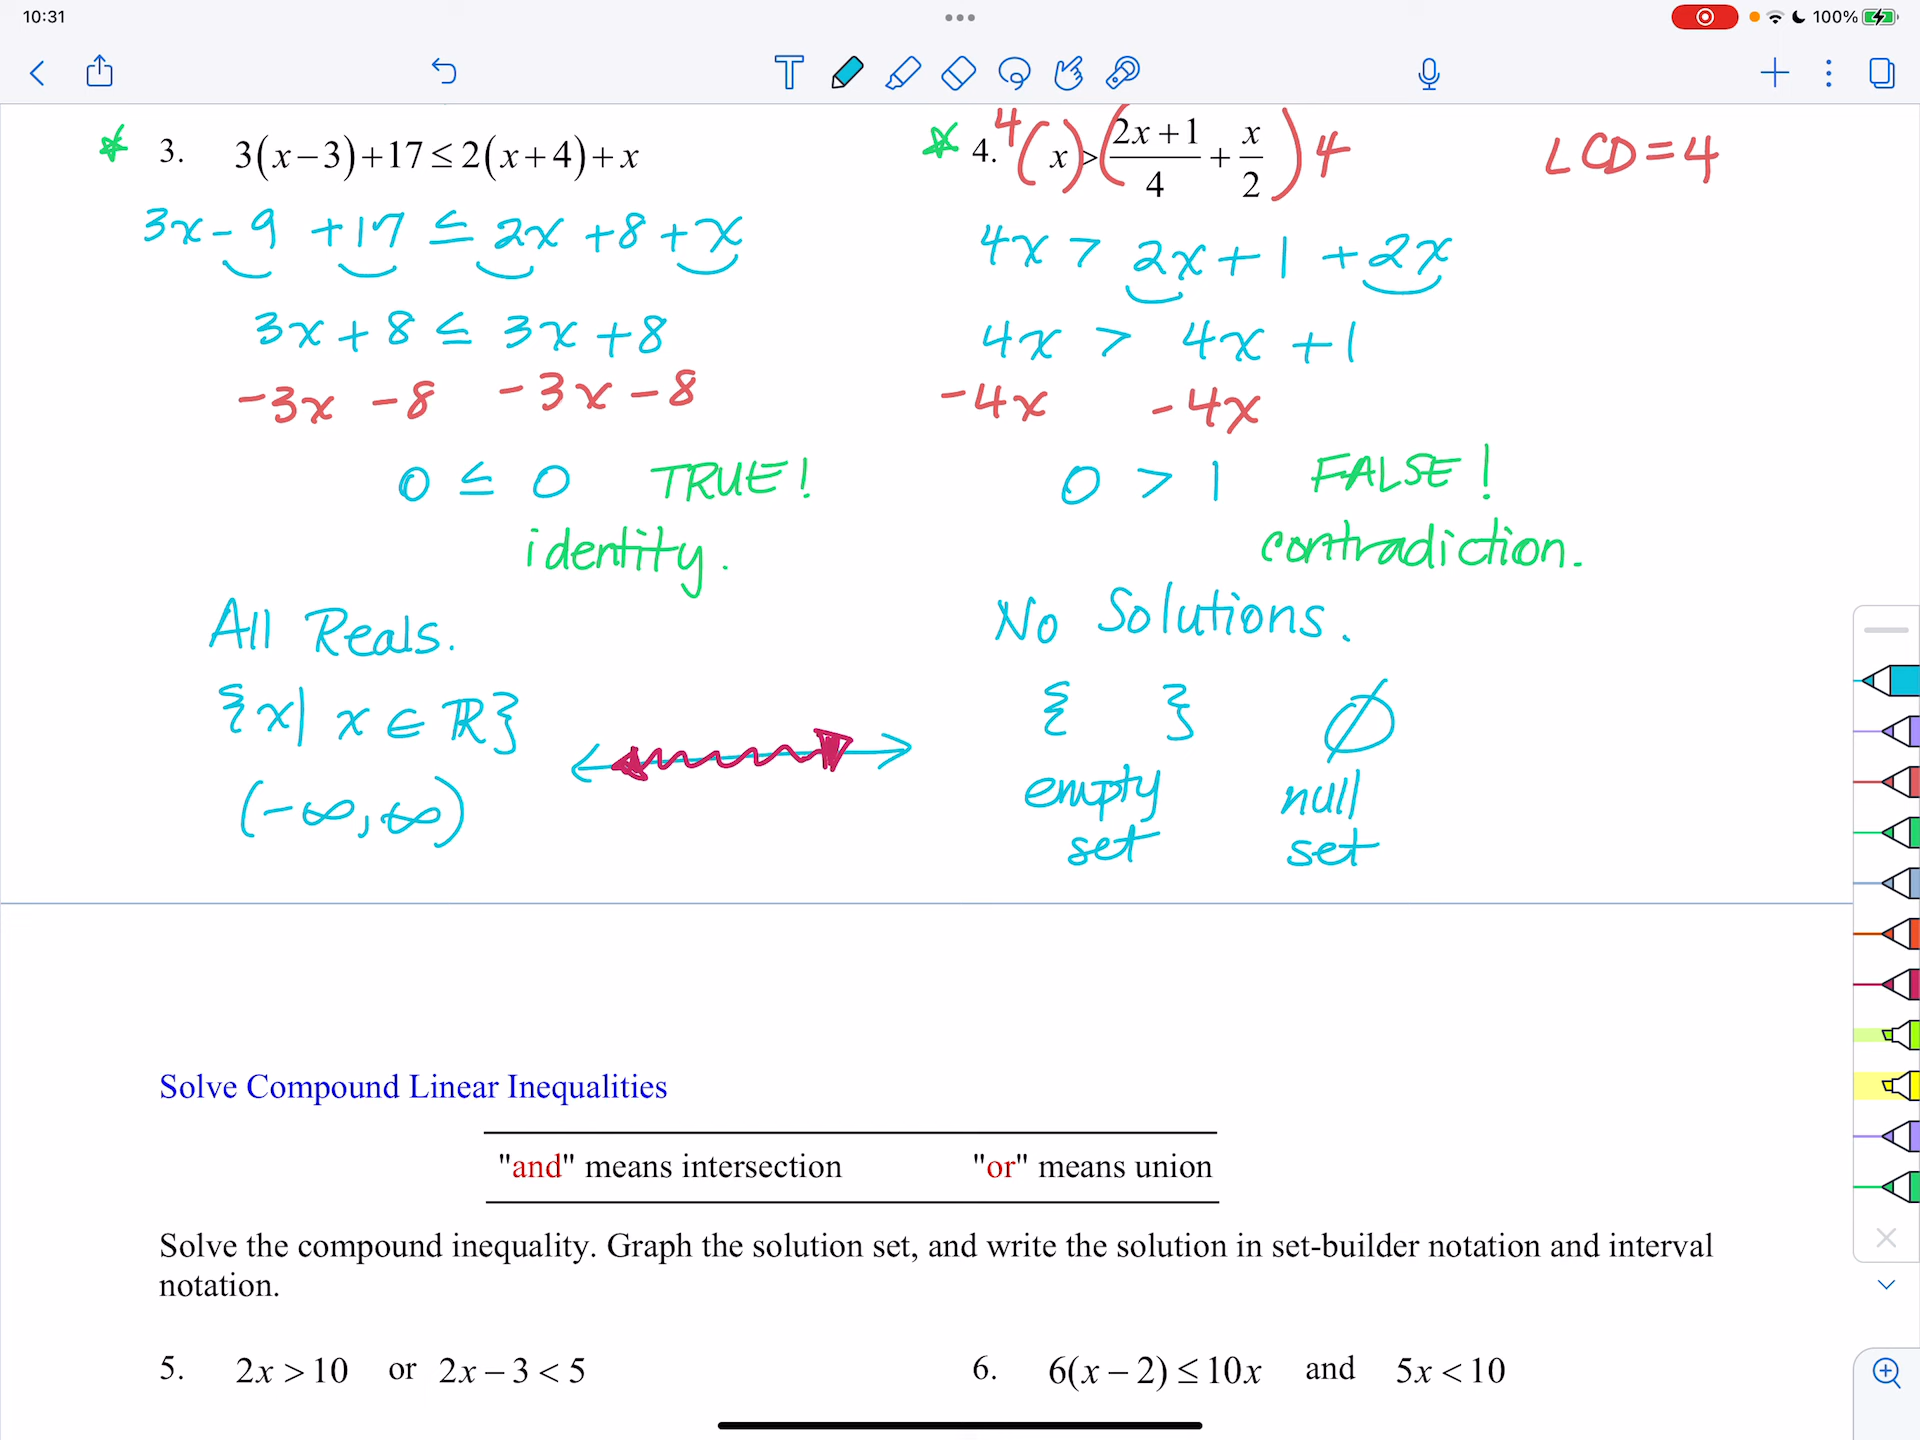 10:31
100%
* 3. 3(x−3)+17≤2(x+4)+x
3x - 9 + 17 ≤ 2x + 8 + x
3x + 8 ≤ 3x + 8
-3x - 8 -3x - 8
0 ≤ 0 TRUE!
identity.
All Reals.
{x| x ∈ ℝ}
(-∞, ∞)
* 4. 4(x)>((2x+1)/4 + x/2)4 LCD=4
4x > 2x + 1 + 2x
4x > 4x + 1
-4x -4x
0 > 1 FALSE!
contradiction.
No Solutions.
{ } ∅
empty set null set
Solve Compound Linear Inequalities
"and" means intersection "or" means union
Solve the compound inequality. Graph the solution set, and write the solution in set-builder notation and interval
notation.
5. 2x > 10 or 2x − 3 < 5
6. 6(x − 2) ≤ 10x and 5x < 10